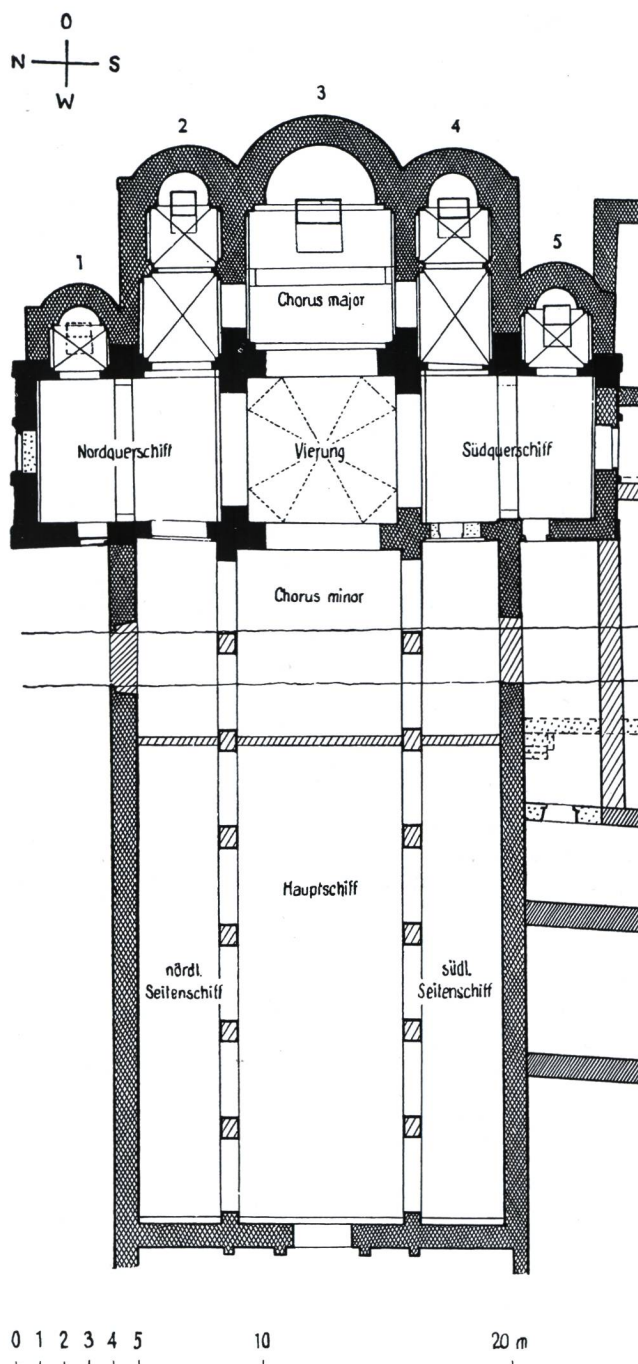 O
N S
W
3
2 4
1 5
Chorus major
Nordquerschiff Vierung Südquerschiff
Chorus minor
Hauptschiff
nördl.
Seitenschiff
südl.
Seitenschiff
0 1 2 3 4 5 10 20 m